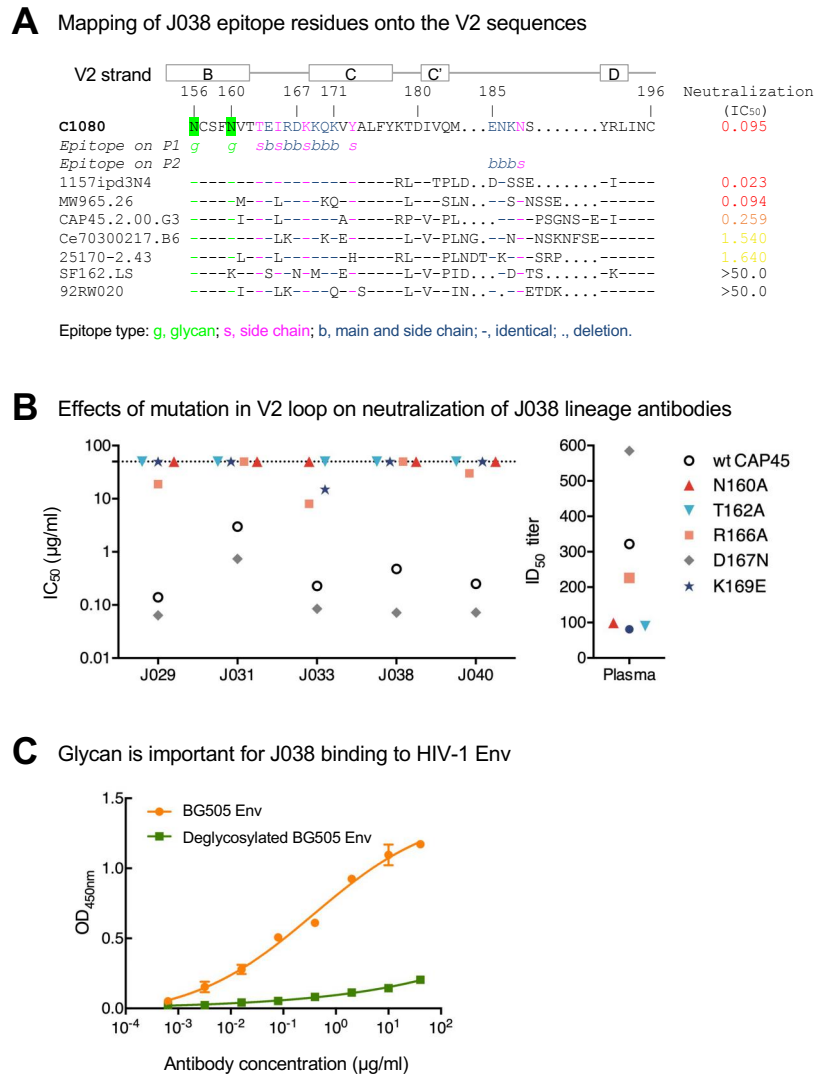 A Mapping of J038 epitope residues onto the V2 sequences
V2 strand B C C' D
156 160 167 171 180 185 196 Neutralization
(IC50)
C1080 NCSFNVTTEIRDKKQKVYALFYKTDIVQM...ENKNS.......YRLINC 0.095
Epitope on P1 g g sbsbbsbbb s
Epitope on P2 bbbs
1157ipd3N4 ----------------------RL--TPLD..D-SSE.......-I---- 0.023
MW965.26 -----M---L----KQ-------L---SLN..S-NSSE....------ 0.094
CAP45.2.00.G3 -----I---L------A-----RP-V-PL...-----PSGNS-E-I---- 0.259
Ce70300217.B6 ---------LK--K-E------L-V-PLNG.--N-NSKNFSE------ 1.540
25170-2.43 -----I---L----H-------RL---PLNDT-K-SRP....------ 1.640
SF162.LS ----K---S--N-M--E-----L-V-PID...-D-TS.......-K---- >50.0
92RW020 -----I---LK----Q--S---L-V--IN...--ETDK....------ >50.0
Epitope type: g, glycan; s, side chain; b, main and side chain; -, identical; ., deletion.
B Effects of mutation in V2 loop on neutralization of J038 lineage antibodies
IC50 (µg/ml)
100
10
1
0.10
0.01
J029 J031 J033 J038 J040
ID50 titer
600
500
400
300
200
100
0
Plasma
wt CAP45
N160A
T162A
R166A
D167N
K169E
C Glycan is important for J038 binding to HIV-1 Env
OD450nm
1.5
1.0
0.5
0.0
BG505 Env
Deglycosylated BG505 Env
10-4 10-3 10-2 10-1 100 101 102
Antibody concentration (µg/ml)